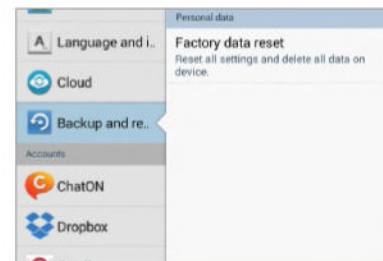 Personal data
Language and i..
Factory data reset
Reset all settings and delete all data on
device.
Cloud
Backup and re..
Accounts
ChatON
Dropbox